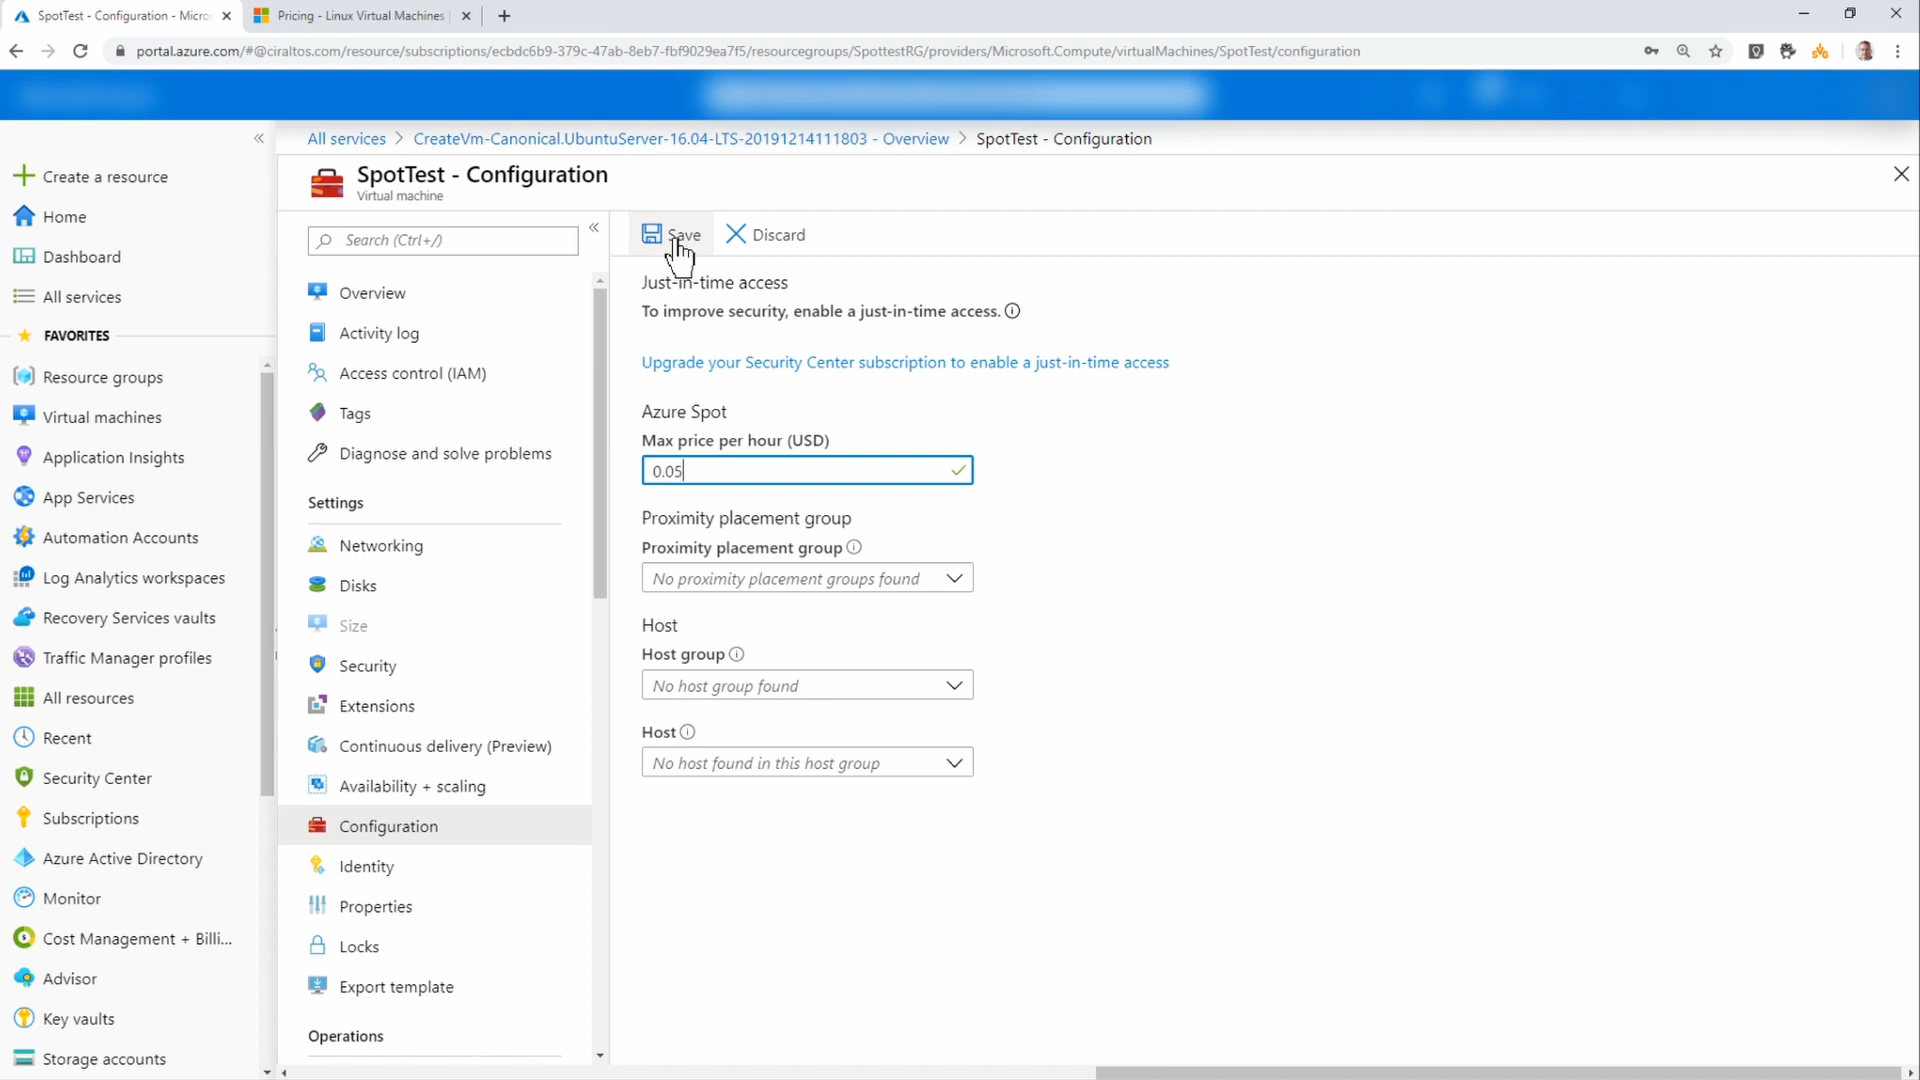 SpotTest - Configuration - Micros
Pricing - Linux Virtual Machines
portal.azure.com/#@ciraltos.com/resource/subscriptions/ecbdc6b9-379c-47ab-8eb7-fbf9029ea7f5/resourcegroups/SpottestRG/providers/Microsoft.Compute/virtualMachines/SpotTest/configuration
All services > CreateVm-Canonical.UbuntuServer-16.04-LTS-20191214111803 - Overview > SpotTest - Configuration
Create a resource
Home
Dashboard
All services
FAVORITES
Resource groups
Virtual machines
Application Insights
App Services
Automation Accounts
Log Analytics workspaces
Recovery Services vaults
Traffic Manager profiles
All resources
Recent
Security Center
Subscriptions
Azure Active Directory
Monitor
Cost Management + Billi...
Advisor
Key vaults
Storage accounts
SpotTest - Configuration
Virtual machine
Search (Ctrl+/)
Overview
Activity log
Access control (IAM)
Tags
Diagnose and solve problems
Settings
Networking
Disks
Size
Security
Extensions
Continuous delivery (Preview)
Availability + scaling
Configuration
Identity
Properties
Locks
Export template
Operations
Save
Discard
Just-in-time access
To improve security, enable a just-in-time access.
Upgrade your Security Center subscription to enable a just-in-time access
Azure Spot
Max price per hour (USD)
0.05
Proximity placement group
Proximity placement group
No proximity placement groups found
Host
Host group
No host group found
Host
No host found in this host group